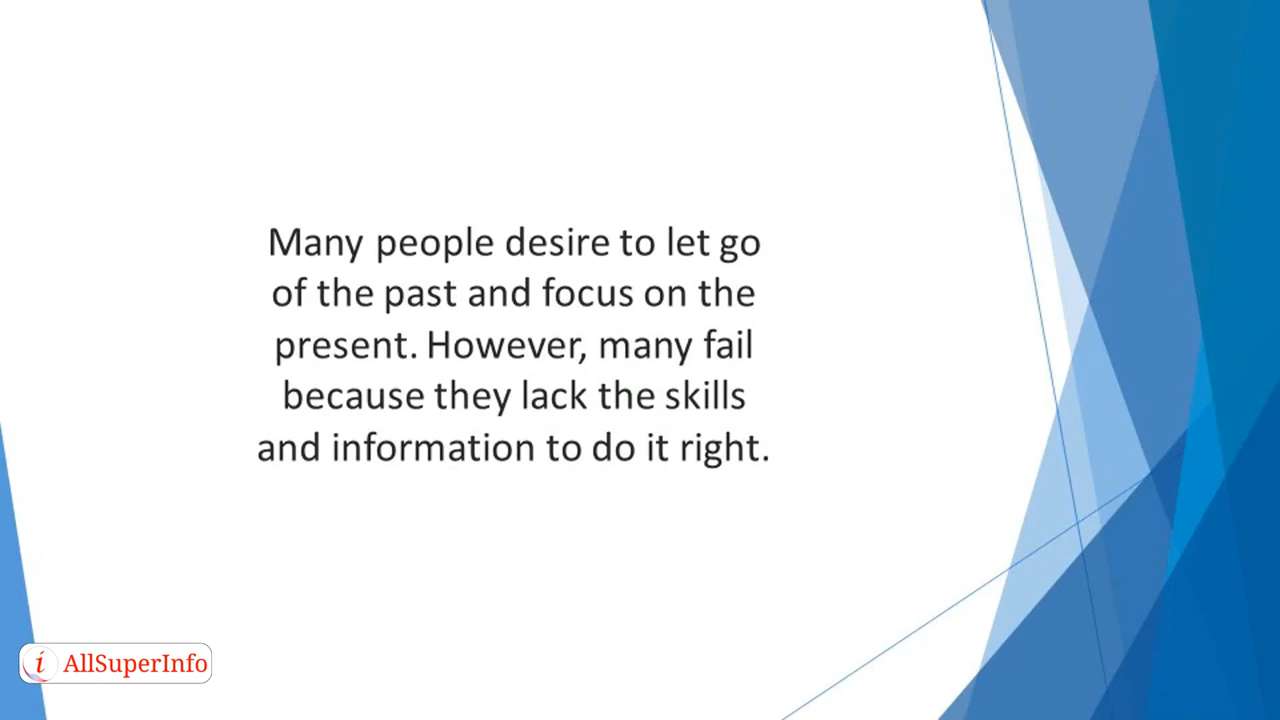 Many people desire to let go
of the past and focus on the
present. However, many fail
because they lack the skills
and information to do it right.
i AllSuperInfo